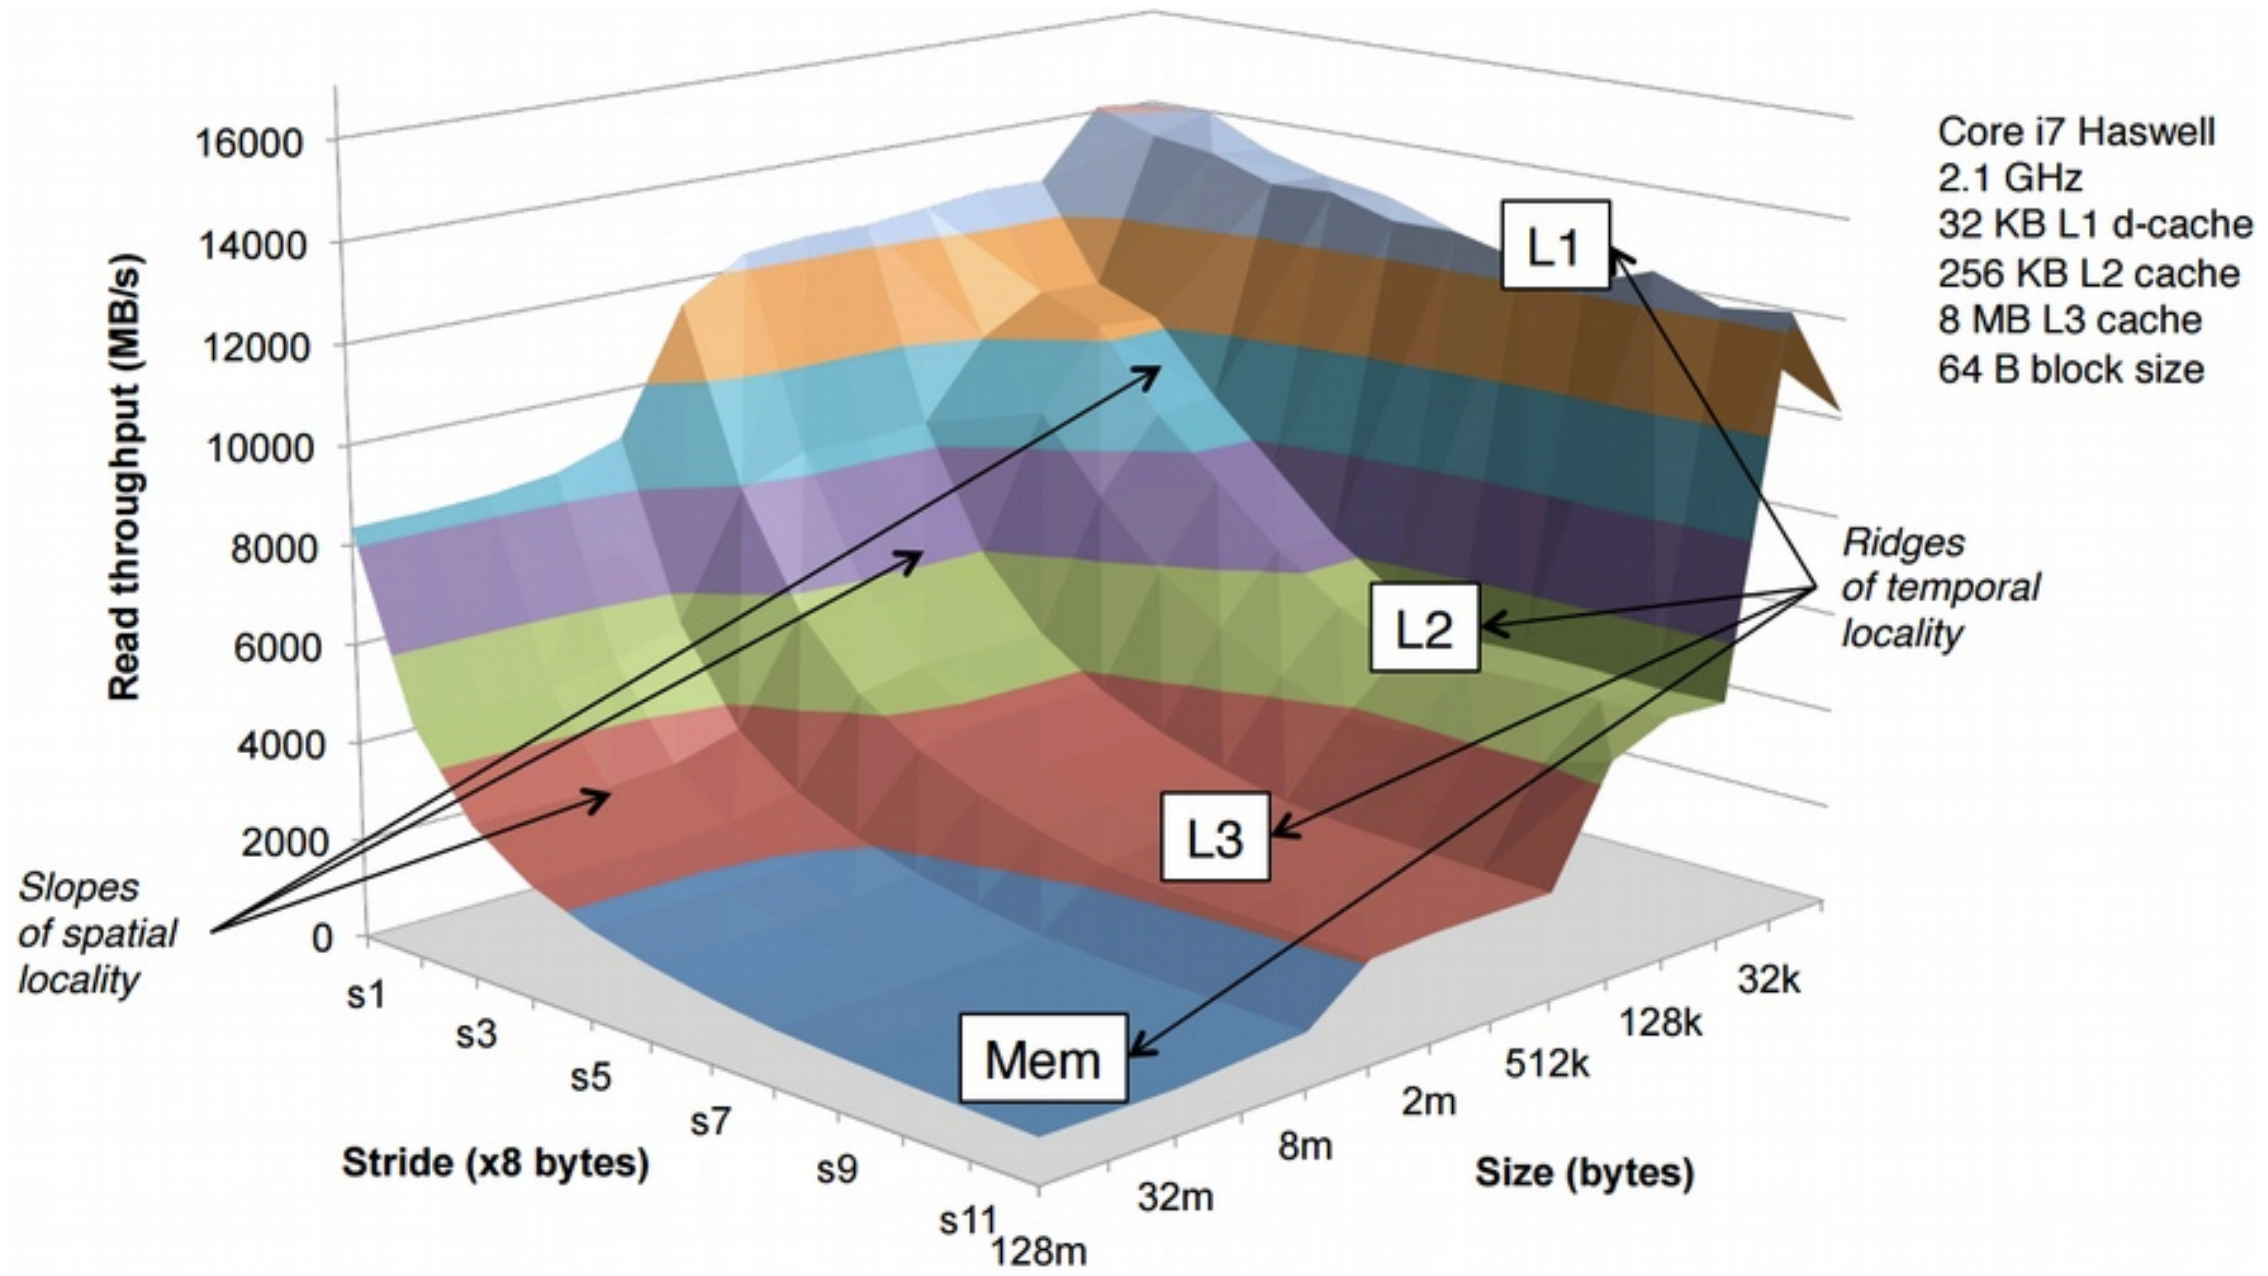 16000
14000
12000
10000
8000
6000
4000
2000
0
Read throughput (MB/s)
Core i7 Haswell
2.1 GHz
32 KB L1 d-cache
256 KB L2 cache
8 MB L3 cache
64 B block size
L1
L2
L3
Mem
Ridges
of temporal
locality
Slopes
of spatial
locality
s1
s3
s5
s7
s9
s11
Stride (x8 bytes)
128m
32m
8m
2m
512k
128k
32k
Size (bytes)